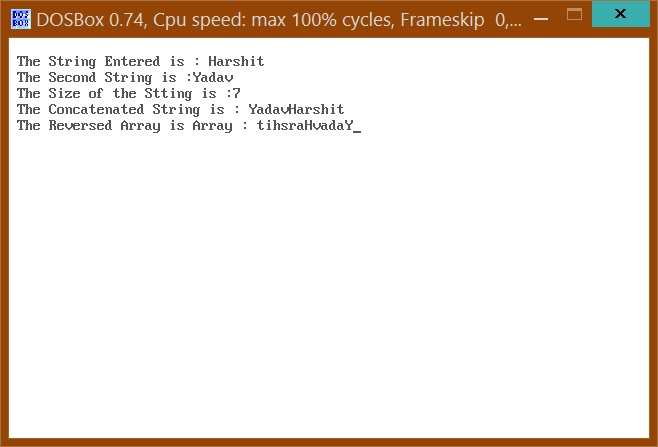 DOS BOX DOSBox 0.74, Cpu speed: max 100% cycles, Frameskip 0,...
The String Entered is : Harshit
The Second String is :Yadav
The Size of the Stting is :7
The Concatenated String is : YadavHarshit
The Reversed Array is Array : tihsraHvadaY_